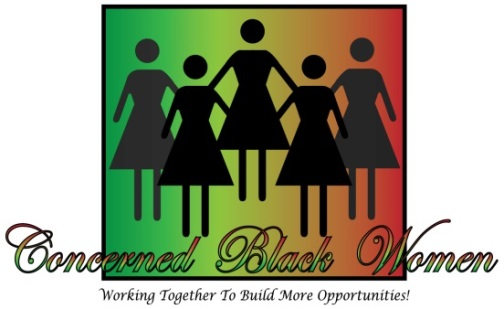 Concerned Black Women
Working Together To Build More Opportunities!